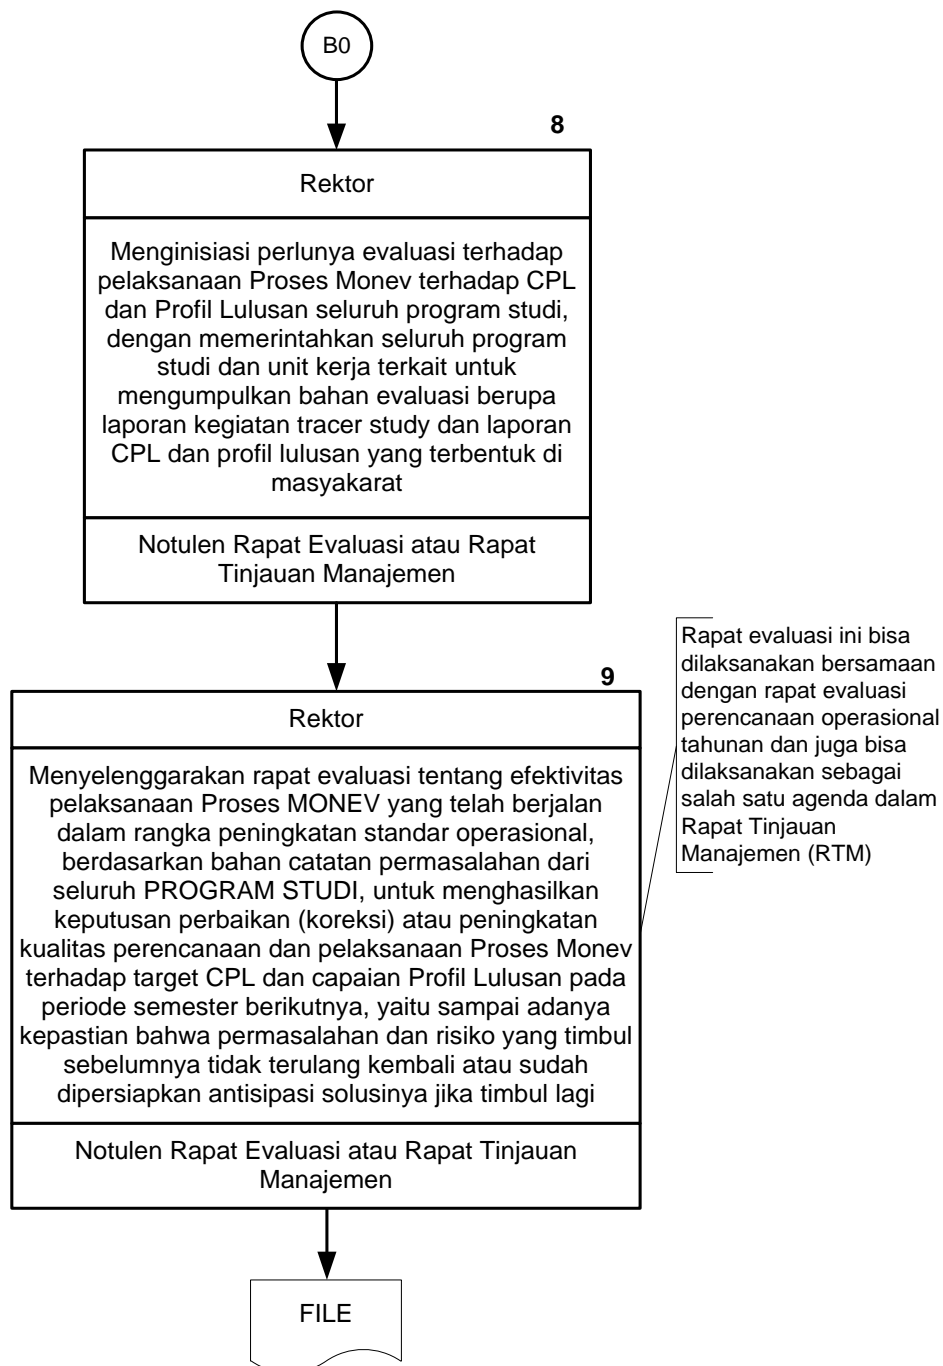 B0
8
Rektor
Menginisiasi perlunya evaluasi terhadap
pelaksanaan Proses Monev terhadap CPL
dan Profil Lulusan seluruh program studi,
dengan memerintahkan seluruh program
studi dan unit kerja terkait untuk
mengumpulkan bahan evaluasi berupa
laporan kegiatan tracer study dan laporan
CPL dan profil lulusan yang terbentuk di
masyakarat
Notulen Rapat Evaluasi atau Rapat
Tinjauan Manajemen
9
Rektor
Menyelenggarakan rapat evaluasi tentang efektivitas
pelaksanaan Proses MONEV yang telah berjalan
dalam rangka peningkatan standar operasional,
berdasarkan bahan catatan permasalahan dari
seluruh PROGRAM STUDI, untuk menghasilkan
keputusan perbaikan (koreksi) atau peningkatan
kualitas perencanaan dan pelaksanaan Proses Monev
terhadap target CPL dan capaian Profil Lulusan pada
periode semester berikutnya, yaitu sampai adanya
kepastian bahwa permasalahan dan risiko yang timbul
sebelumnya tidak terulang kembali atau sudah
dipersiapkan antisipasi solusinya jika timbul lagi
Notulen Rapat Evaluasi atau Rapat Tinjauan
Manajemen
Rapat evaluasi ini bisa
dilaksanakan bersamaan
dengan rapat evaluasi
perencanaan operasional
tahunan dan juga bisa
dilaksanakan sebagai
salah satu agenda dalam
Rapat Tinjauan
Manajemen (RTM)
FILE